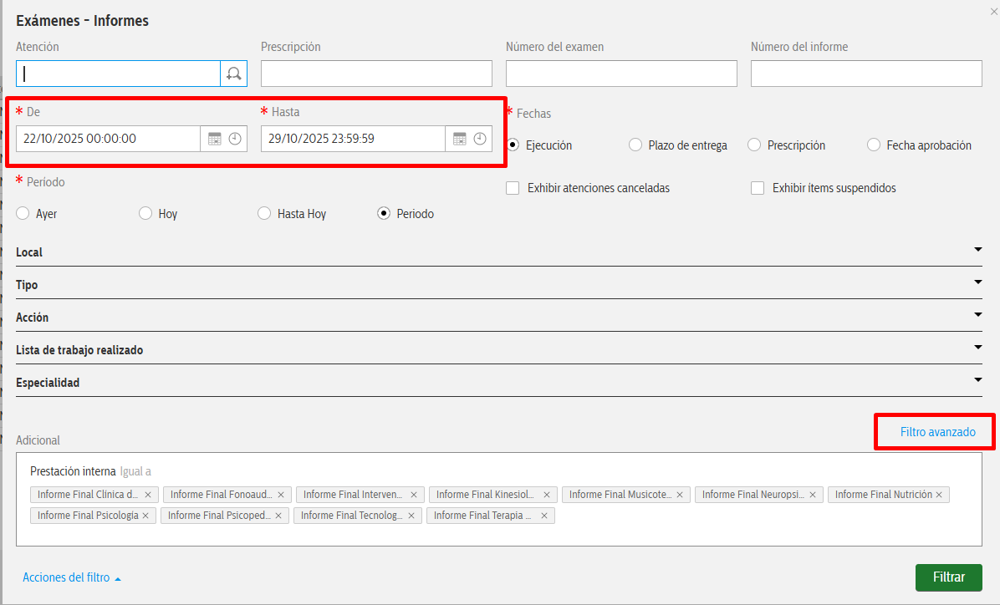 Exámenes - Informes
Atención Prescripción Número del examen Número del informe
* De * Hasta * Fechas
22/10/2025 00:00:00 29/10/2025 23:59:59 Ejecución Plazo de entrega Prescripción Fecha aprobación
* Período Exhibir atenciones canceladas Exhibir ítems suspendidos
Ayer Hoy Hasta Hoy Periodo
Local
Tipo
Acción
Lista de trabajo realizado
Especialidad
Filtro avanzado
Adicional
Prestación interna Igual a
Informe Final Clínica d... × Informe Final Fonoaud... × Informe Final Interven... × Informe Final Kinesiol... × Informe Final Musicote... × Informe Final Neuropsi... × Informe Final Nutrición ×
Informe Final Psicología × Informe Final Psicoped... × Informe Final Tecnolog... × Informe Final Terapia ... ×
Acciones del filtro Filtrar